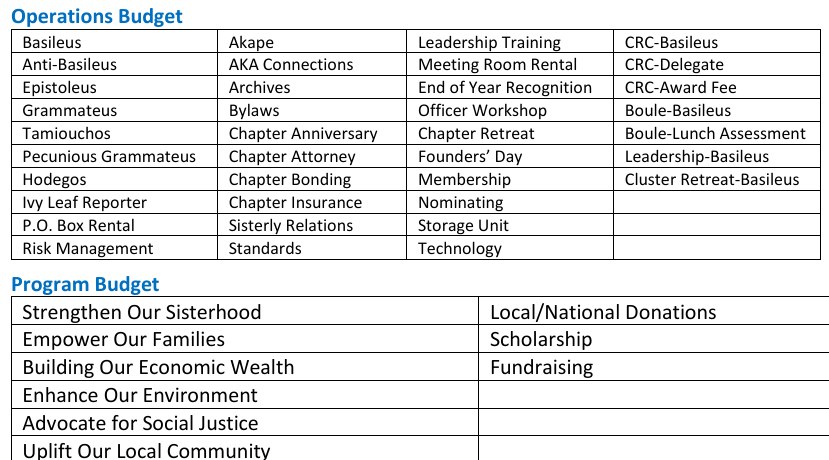 Operations Budget
Basileus Akape Leadership Training CRC-Basileus
Anti-Basileus AKA Connections Meeting Room Rental CRC-Delegate
Epistoleus Archives End of Year Recognition CRC-Award Fee
Grammateus Bylaws Officer Workshop Boule-Basileus
Tamiouchos Chapter Anniversary Chapter Retreat Boule-Lunch Assessment
Pecunious Grammateus Chapter Attorney Founders’ Day Leadership-Basileus
Hodegos Chapter Bonding Membership Cluster Retreat-Basileus
Ivy Leaf Reporter Chapter Insurance Nominating
P.O. Box Rental Sisterly Relations Storage Unit
Risk Management Standards Technology
Program Budget
Strengthen Our Sisterhood Local/National Donations
Empower Our Families Scholarship
Building Our Economic Wealth Fundraising
Enhance Our Environment
Advocate for Social Justice
Uplift Our Local Community